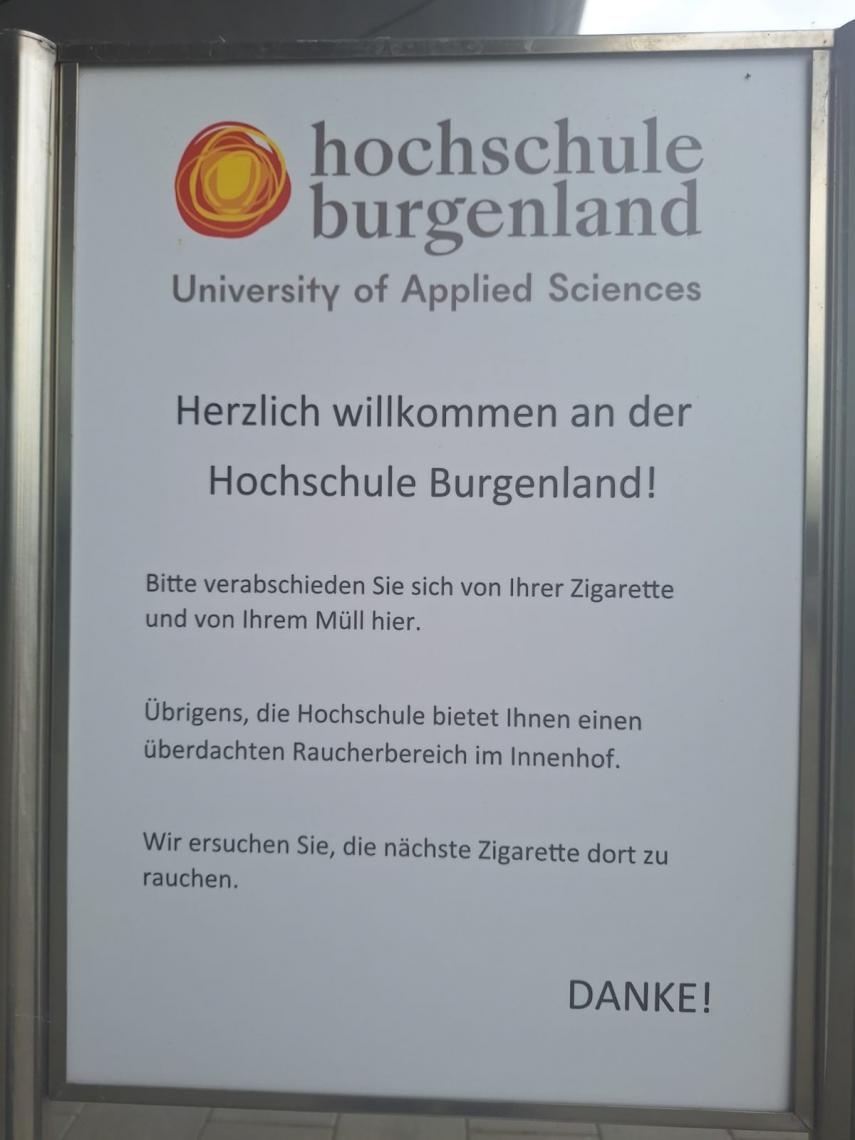 hochschule
burgenland
University of Applied Sciences
Herzlich willkommen an der
Hochschule Burgenland!
Bitte verabschieden Sie sich von Ihrer Zigarette
und von Ihrem Müll hier.
Übrigens, die Hochschule bietet Ihnen einen
überdachten Raucherbereich im Innenhof.
Wir ersuchen Sie, die nächste Zigarette dort zu
rauchen.
DANKE!